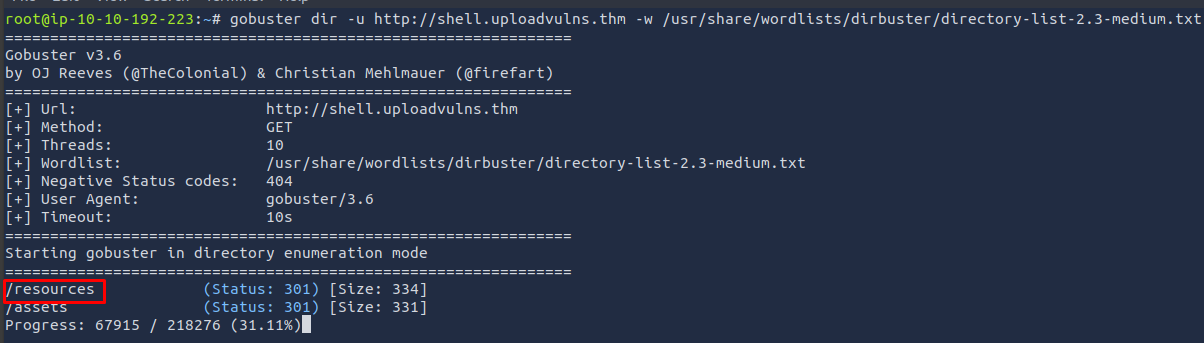 root@ip-10-10-192-223:~# gobuster dir -u http://shell.uploadvulns.thm -w /usr/share/wordlists/dirbuster/directory-list-2.3-medium.txt
===============================================================
Gobuster v3.6
by OJ Reeves (@TheColonial) & Christian Mehlmauer (@firefart)
===============================================================
[+] Url:                     http://shell.uploadvulns.thm
[+] Method:                  GET
[+] Threads:                 10
[+] Wordlist:                /usr/share/wordlists/dirbuster/directory-list-2.3-medium.txt
[+] Negative Status codes:   404
[+] User Agent:              gobuster/3.6
[+] Timeout:                 10s
===============================================================
Starting gobuster in directory enumeration mode
===============================================================
/resources            (Status: 301) [Size: 334]
/assets               (Status: 301) [Size: 331]
Progress: 67915 / 218276 (31.11%)